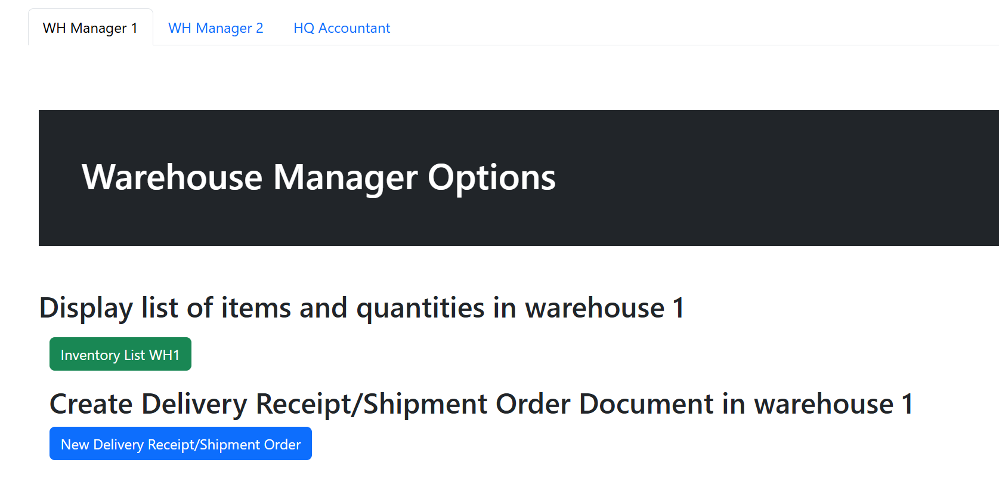 WH Manager 1 WH Manager 2 HQ Accountant
Warehouse Manager Options
Display list of items and quantities in warehouse 1
Inventory List WH1
Create Delivery Receipt/Shipment Order Document in warehouse 1
New Delivery Receipt/Shipment Order